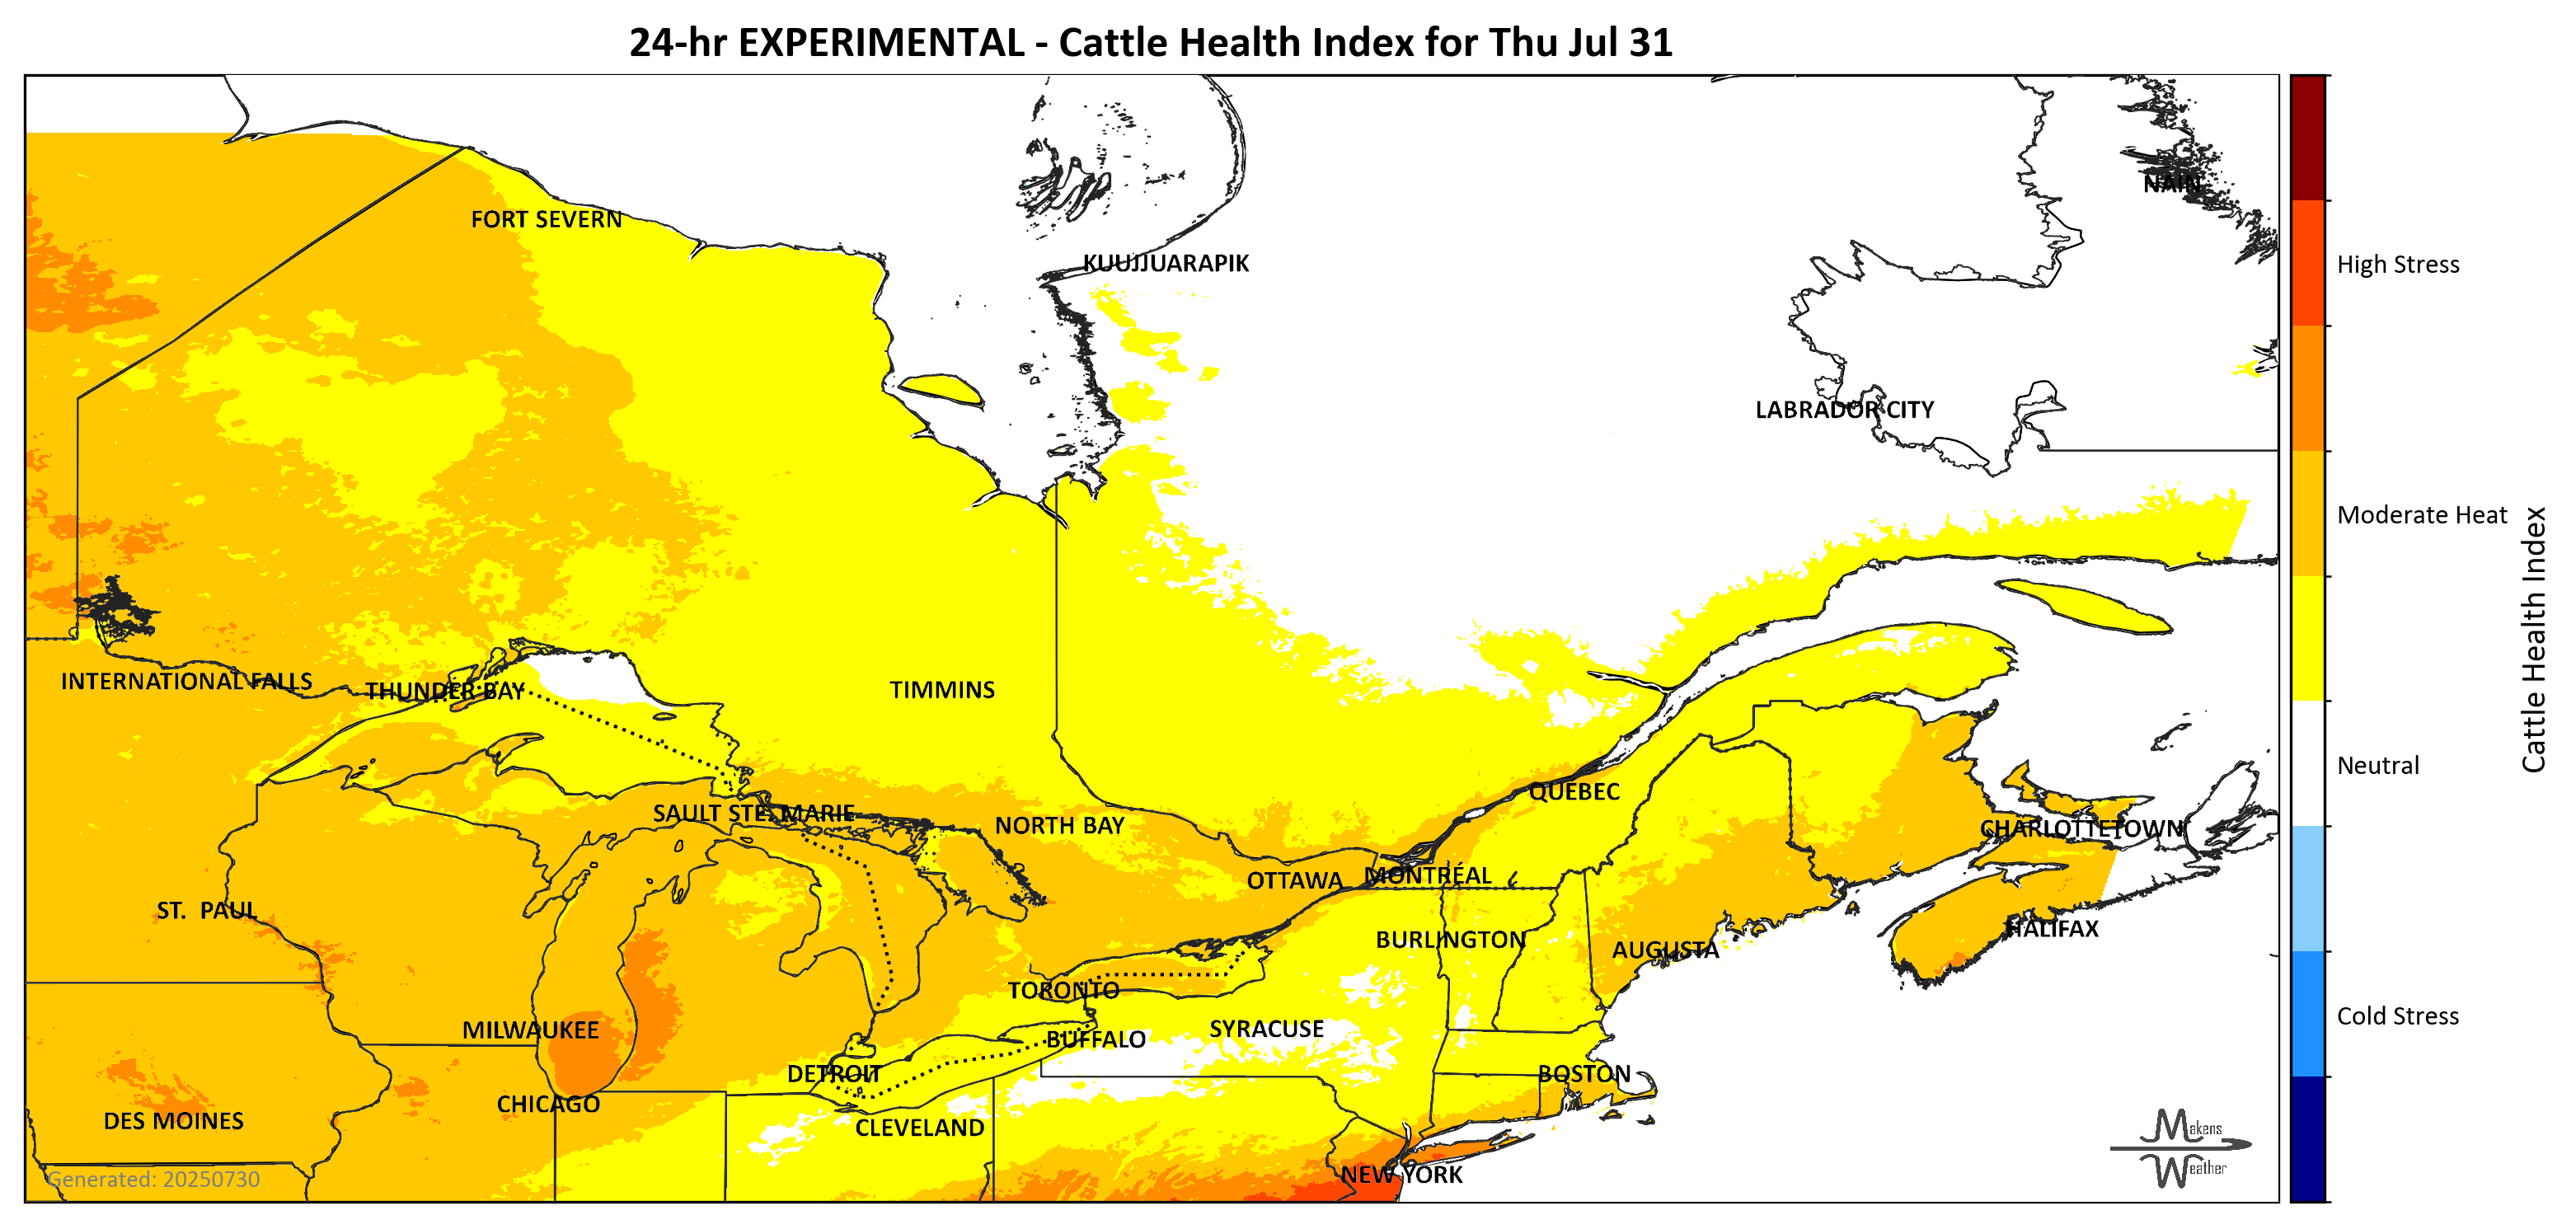 24-hr EXPERIMENTAL - Cattle Health Index for Thu Jul 31
NAIN
FORT SEVERN
KUUJJUARAPIK
High Stress
LABRADOR CITY
Moderate Heat
Cattle Health Index
INTERNATIONAL FALLS
THUNDER BAY
TIMMINS
Neutral
QUEBEC
SAULT STE. MARIE
NORTH BAY
CHARLOTTETOWN
OTTAWA
MONTRÉAL
ST. PAUL
HALIFAX
BURLINGTON
AUGUSTA
TORONTO
Cold Stress
MILWAUKEE
SYRACUSE
BUFFALO
DETROIT
BOSTON
CHICAGO
DES MOINES
CLEVELAND
Makens
Weather
NEW YORK
Generated: 20250730